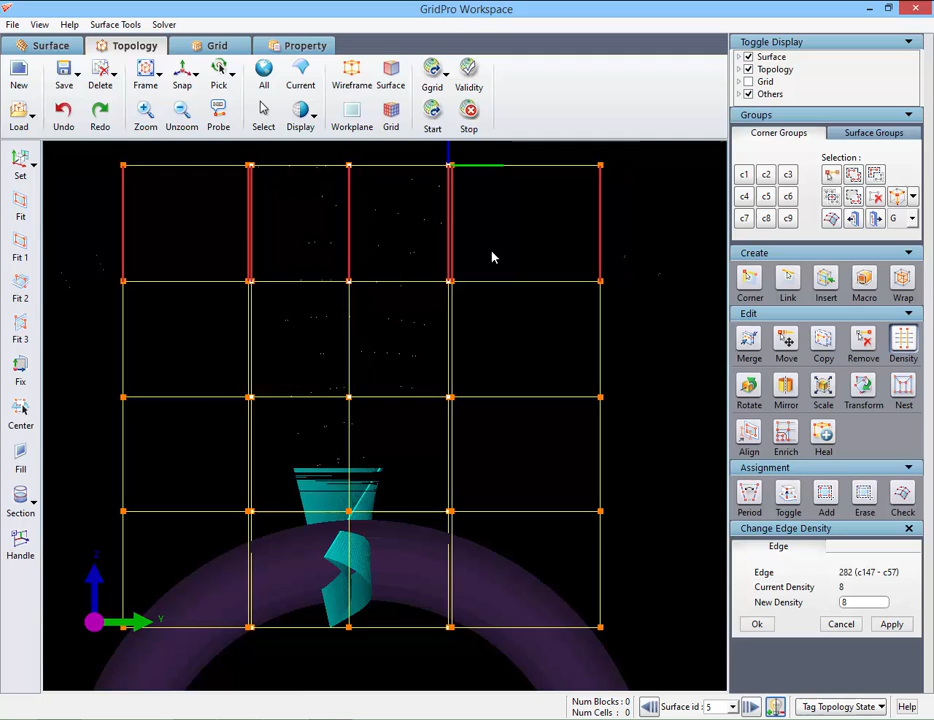 GridPro Workspace
File View Help Surface Tools Solver
Surface Topology Grid Property
New Save Delete Frame Snap Pick All Current Wireframe Surface Ggrid Validity
Load Undo Redo Zoom Unzoom Probe Select Display Workplane Grid Start Stop
Set
Fit
Fit 1
Fit 2
Fit 3
Fix
Center
Fill
Section
Handle
Z
Y
Toggle Display
Surface
Topology
Grid
Others
Groups
Corner Groups Surface Groups
Selection :
c1 c2 c3
c4 c5 c6
c7 c8 c9
G
Create
Corner Link Insert Macro Wrap
Edit
Merge Move Copy Remove Density
Rotate Mirror Scale Transform Nest
Align Enrich Heal
Assignment
Period Toggle Add Erase Check
Change Edge Density
Edge
Edge 282 (c147 - c57)
Current Density 8
New Density 8
Ok Cancel Apply
Num Blocks: 0
Num Cells : 0
Surface id : 5
Tag Topology State
Help